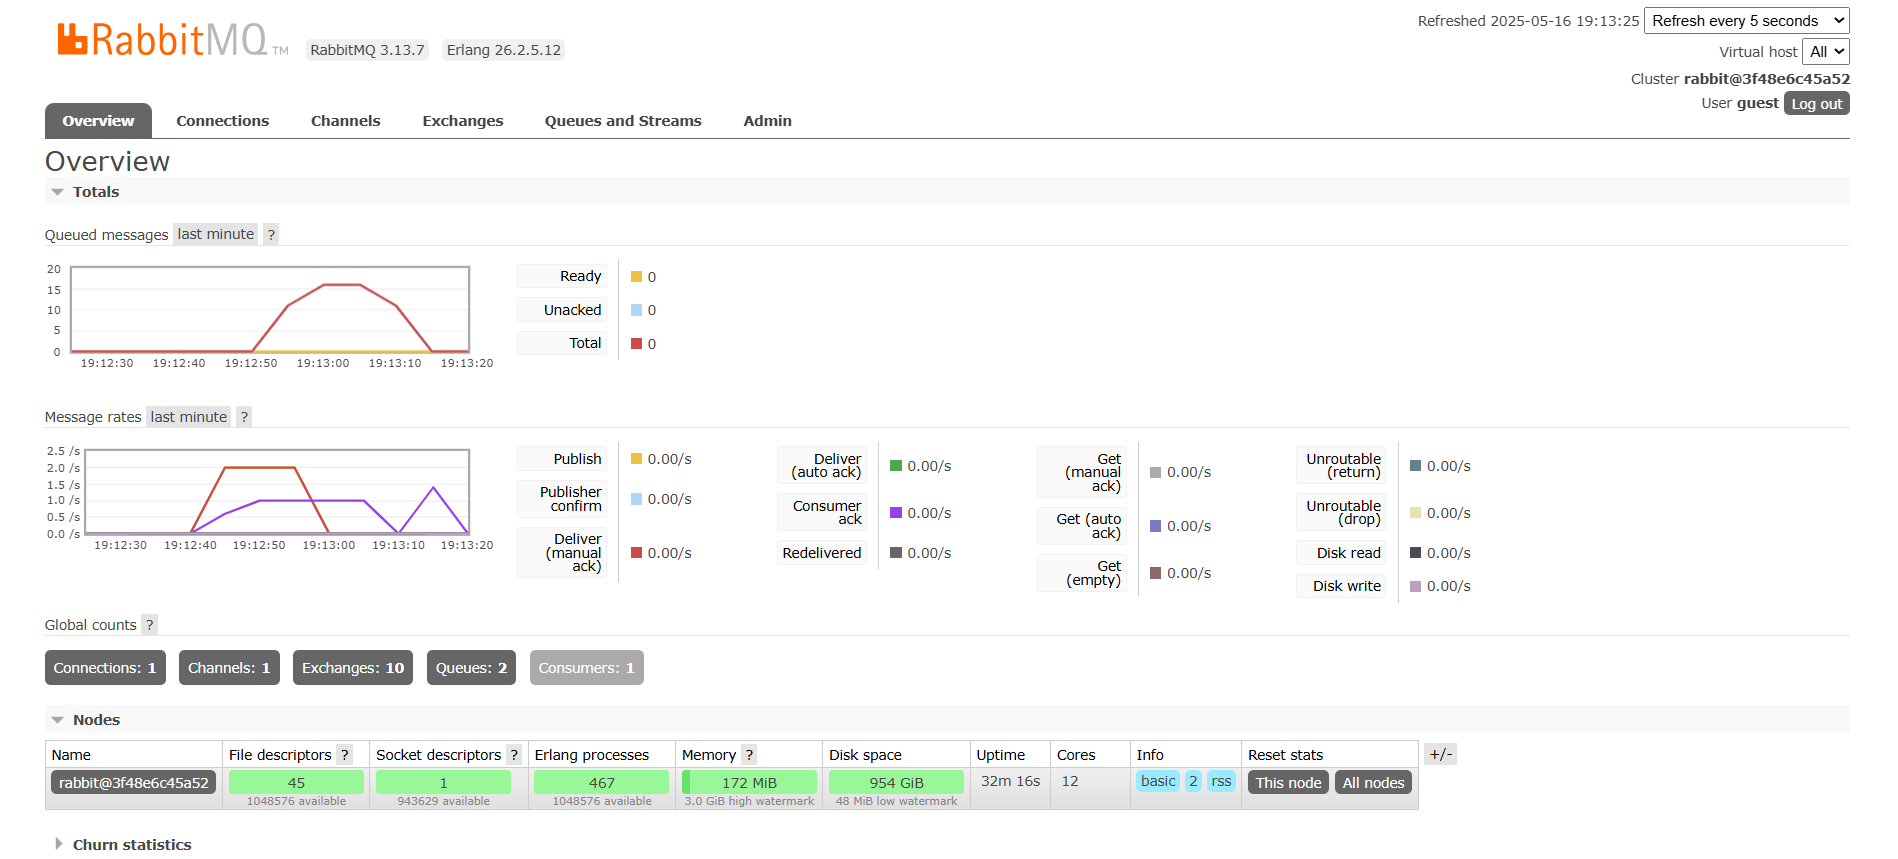 RabbitMQ TM RabbitMQ 3.13.7 Erlang 26.2.5.12
Refreshed 2025-05-16 19:13:25 Refresh every 5 seconds
Virtual host All
Cluster rabbit@3f48e6c45a52
User guest Log out
Overview Connections Channels Exchanges Queues and Streams Admin
Overview
Totals
Queued messages last minute ?
20
15
10
5
0
19:12:30 19:12:40 19:12:50 19:13:00 19:13:10 19:13:20
Ready 0
Unacked 0
Total 0
Message rates last minute ?
2.5 /s
2.0 /s
1.5 /s
1.0 /s
0.5 /s
0.0 /s
19:12:30 19:12:40 19:12:50 19:13:00 19:13:10 19:13:20
Publish 0.00/s
Publisher
confirm 0.00/s
Deliver
(manual
ack) 0.00/s
Deliver
(auto ack) 0.00/s
Consumer
ack 0.00/s
Redelivered 0.00/s
Get
(manual
ack) 0.00/s
Get (auto
ack) 0.00/s
Get
(empty) 0.00/s
Unroutable
(return) 0.00/s
Unroutable
(drop) 0.00/s
Disk read 0.00/s
Disk write 0.00/s
Global counts ?
Connections: 1 Channels: 1 Exchanges: 10 Queues: 2 Consumers: 1
Nodes
Name File descriptors ? Socket descriptors ? Erlang processes Memory ? Disk space Uptime Cores Info Reset stats +/-
rabbit@3f48e6c45a52 45 1 467 172 MiB 954 GiB 32m 16s 12 basic 2 rss This node All nodes
1048576 available 943629 available 1048576 available 3.0 GiB high watermark 48 MiB low watermark
Churn statistics